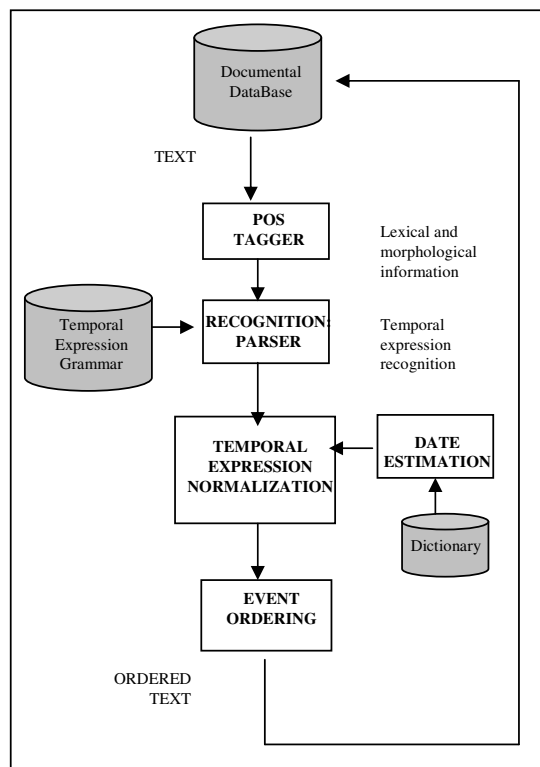 Documental
DataBase
TEXT
POS
TAGGER
Lexical and
morphological
information
Temporal
Expression
Grammar
RECOGNITION:
PARSER
Temporal
expression
recognition
TEMPORAL
EXPRESSION
NORMALIZATION
DATE
ESTIMATION
Dictionary
EVENT
ORDERING
ORDERED
TEXT